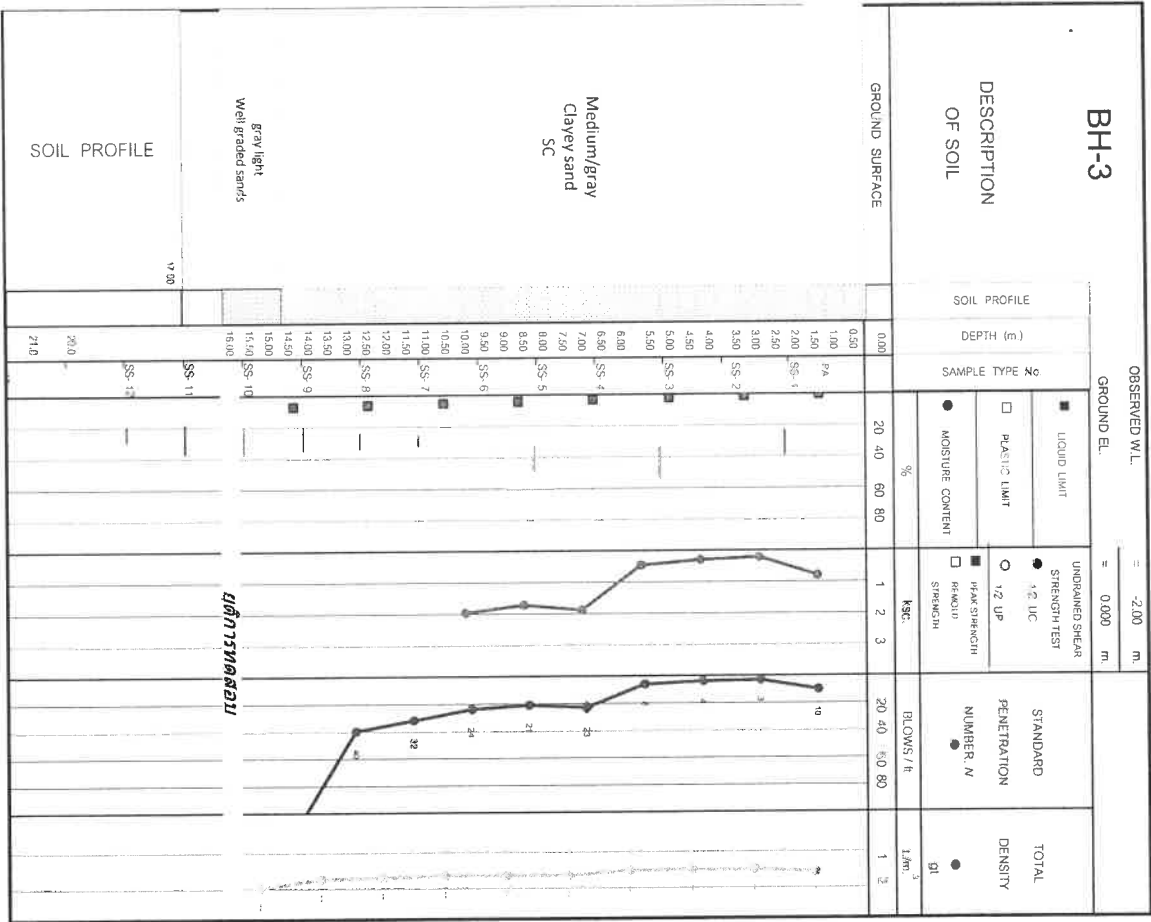 BH-3
OBSERVED W.L. = -2.00 m.
GROUND EL. = 0.000 m.
DESCRIPTION
OF SOIL
SOIL PROFILE
DEPTH (m)
SAMPLE TYPE No.
■ LIQUID LIMIT
□ PLASTIC LIMIT
● MOISTURE CONTENT
%
20 40 60 80
UNDRAINED SHEAR
STRENGTH TEST
● 1/2 UC
○ 1/2 UP
■ PEAK STRENGTH
□ REMOLD
STRENGTH
ksc.
1 2 3
STANDARD
PENETRATION
NUMBER. N
●
BLOWS / ft
20 40 60 80
TOTAL
DENSITY
● gt
t./m.³
1 2
GROUND SURFACE
0.00
0.50
1.00
1.50 PA
2.00 SS-1
3.00
3.50 SS-2
4.00
5.00
5.50 SS-3
6.00
7.00
7.50 SS-4
8.00
9.00 SS-5
9.50
10.00 SS-6
10.50
11.00
11.50 SS-7
12.00
12.50 SS-8
13.00
13.50
14.00 SS-9
14.50
15.00
15.50 SS-10
16.00
Medium/gray
Clayey sand
SC
gray light
Well graded sands
17.00
SS-11
SS-12
20.0
21.0
10
3
4
23
21
24
32
ยุติการทดสอบ
SOIL PROFILE